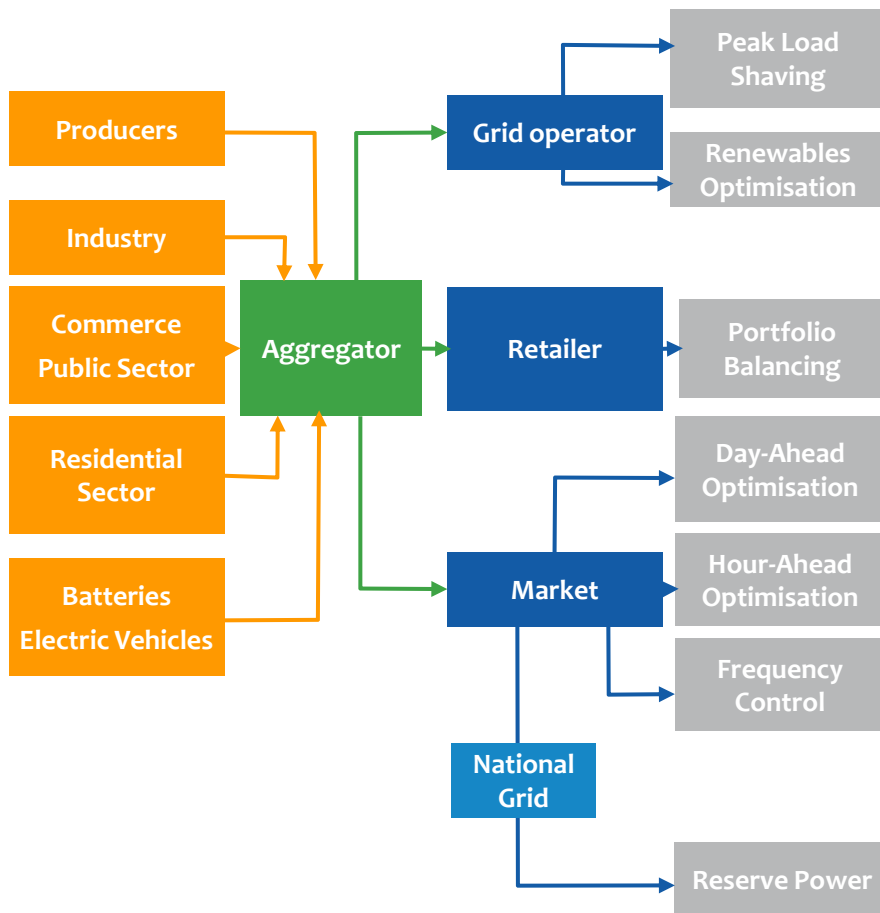 Producers
Industry
Commerce
Public Sector
Residential
Sector
Batteries
Electric Vehicles
Aggregator
Grid operator
Retailer
Market
National
Grid
Peak Load
Shaving
Renewables
Optimisation
Portfolio
Balancing
Day-Ahead
Optimisation
Hour-Ahead
Optimisation
Frequency
Control
Reserve Power